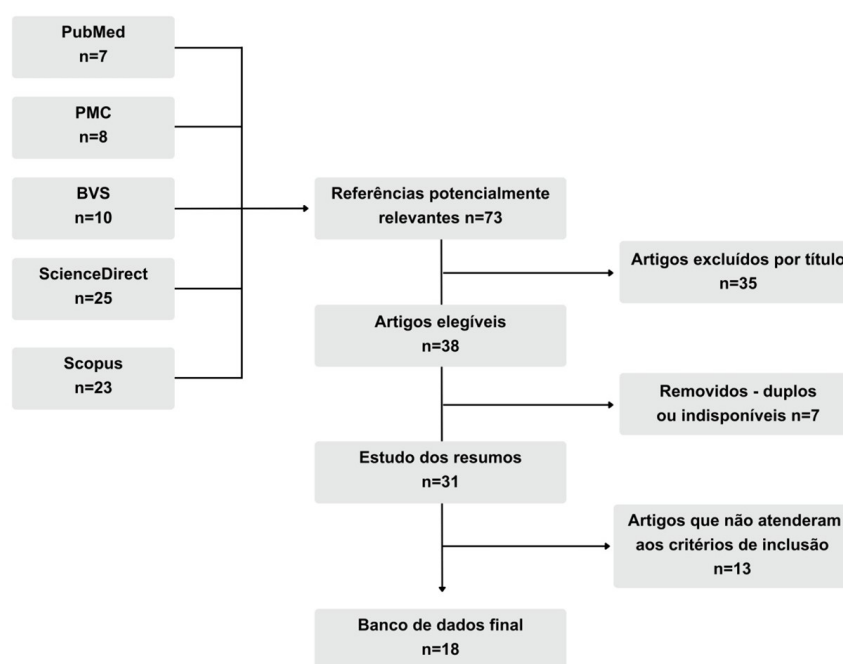 PubMed
n=7
PMC
n=8
BVS
n=10
ScienceDirect
n=25
Scopus
n=23
Referências potencialmente
relevantes n=73
Artigos excluídos por título
n=35
Artigos elegíveis
n=38
Removidos - duplos
ou indisponíveis n=7
Estudo dos resumos
n=31
Artigos que não atenderam
aos critérios de inclusão
n=13
Banco de dados final
n=18